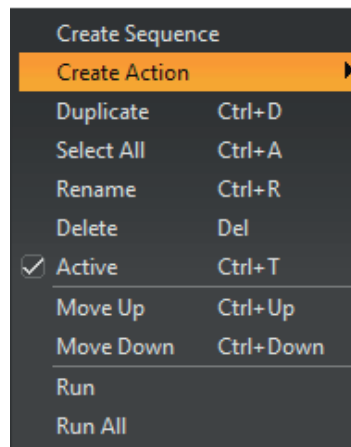 Create Sequence
Create Action
Duplicate Ctrl+D
Select All Ctrl+A
Rename Ctrl+R
Delete Del
Active Ctrl+T
Move Up Ctrl+Up
Move Down Ctrl+Down
Run
Run All